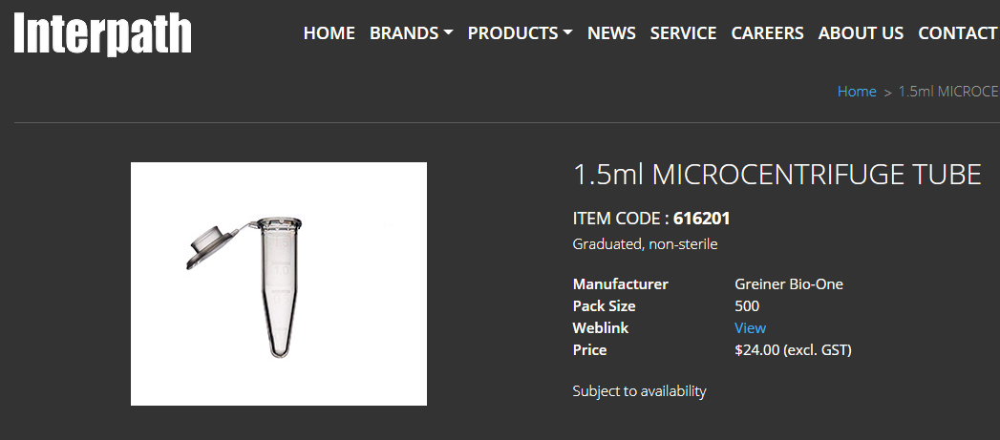 Interpath
HOME BRANDS PRODUCTS NEWS SERVICE CAREERS ABOUT US CONTACT
Home > 1.5ml MICROCE
1.5ml MICROCENTRIFUGE TUBE
ITEM CODE : 616201
Graduated, non-sterile
Manufacturer Greiner Bio-One
Pack Size 500
Weblink View
Price $24.00 (excl. GST)
Subject to availability